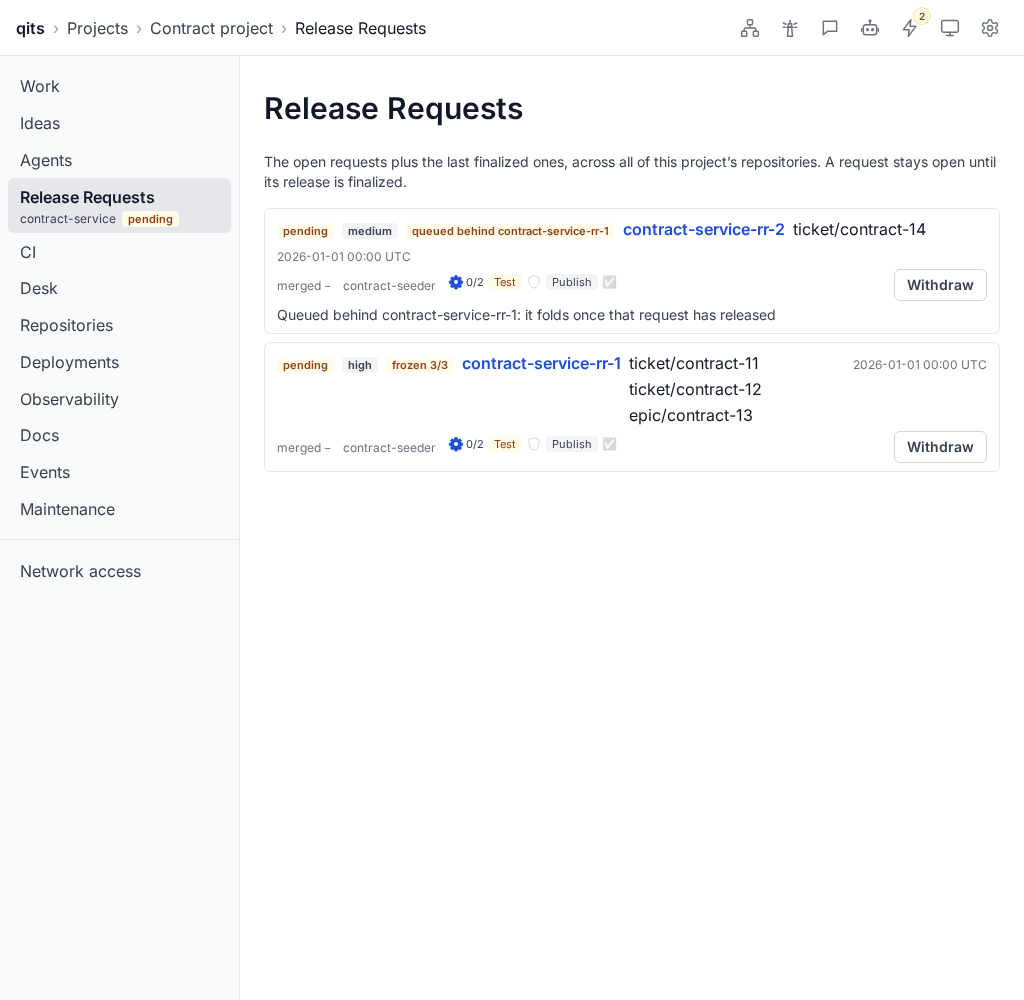 qits › Projects › Contract project › Release Requests
2
Work
Ideas
Agents
Release Requests
contract-service pending
CI
Desk
Repositories
Deployments
Observability
Docs
Events
Maintenance
Network access
Release Requests
The open requests plus the last finalized ones, across all of this project’s repositories. A request stays open until
its release is finalized.
pending medium queued behind contract-service-rr-1 contract-service-rr-2 ticket/contract-14
2026-01-01 00:00 UTC
merged – contract-seeder 0/2 Test Publish Withdraw
Queued behind contract-service-rr-1: it folds once that request has released
pending high frozen 3/3 contract-service-rr-1 ticket/contract-11 2026-01-01 00:00 UTC
ticket/contract-12
epic/contract-13
merged – contract-seeder 0/2 Test Publish Withdraw